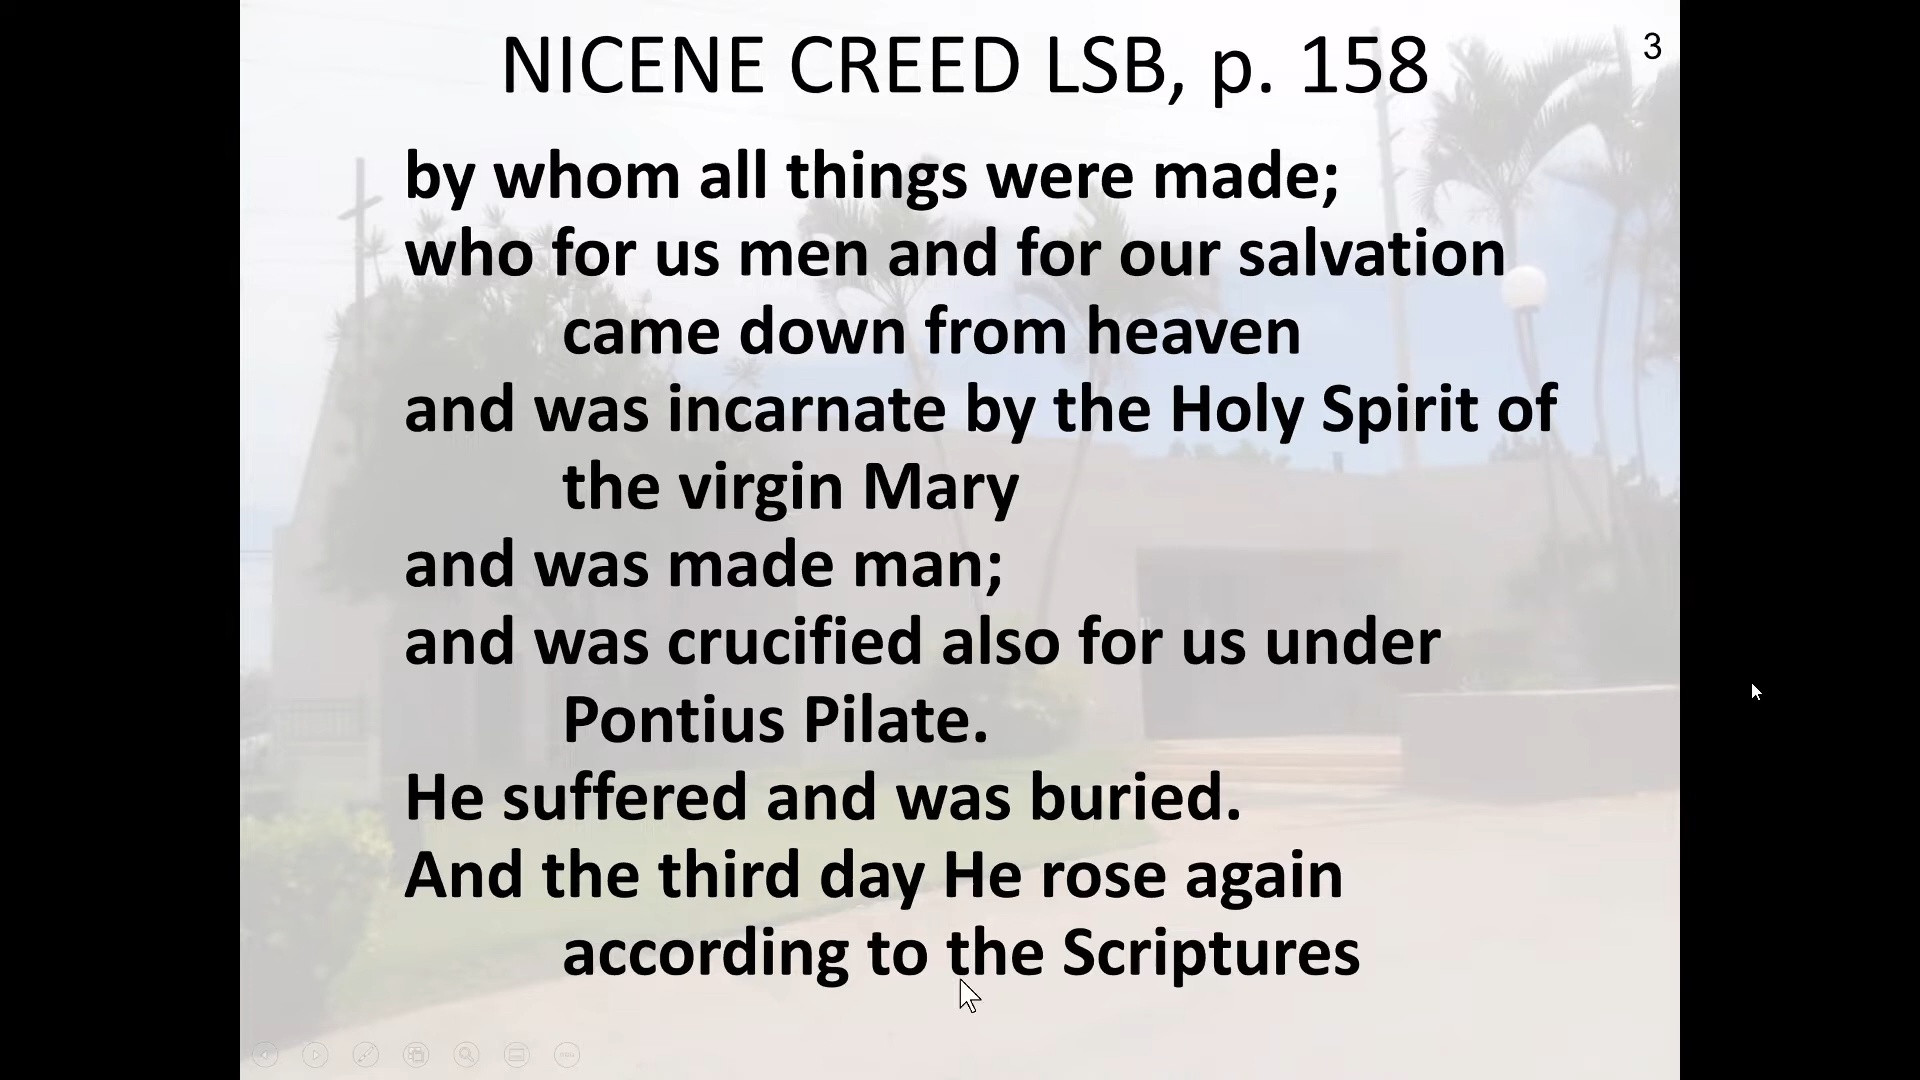 NICENE CREED LSB, p. 158
3
by whom all things were made;
who for us men and for our salvation
came down from heaven
and was incarnate by the Holy Spirit of
the virgin Mary
and was made man;
and was crucified also for us under
Pontius Pilate.
He suffered and was buried.
And the third day He rose again
according to the Scriptures